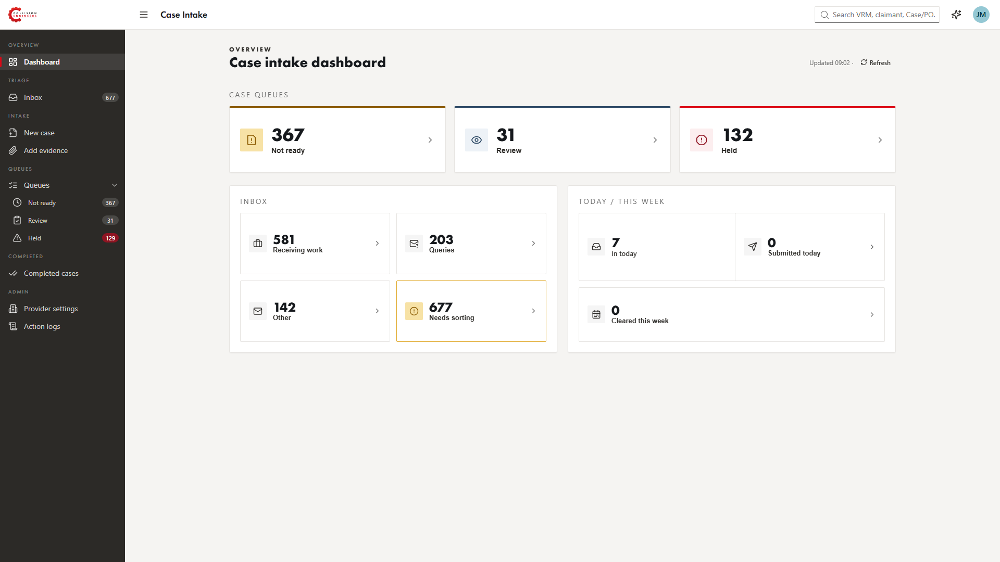 COLLISION
ENGINEERS
Case Intake
Search VRM, claimant, Case/PO.
JM
OVERVIEW
Dashboard
TRIAGE
Inbox
677
INTAKE
New case
Add evidence
QUEUES
Queues
Not ready
367
Review
31
Held
129
COMPLETED
Completed cases
ADMIN
Provider settings
Action logs
OVERVIEW
Case intake dashboard
Updated 09:02 ·
Refresh
CASE QUEUES
367
Not ready
31
Review
132
Held
INBOX
581
Receiving work
203
Queries
142
Other
677
Needs sorting
TODAY / THIS WEEK
7
In today
0
Submitted today
0
Cleared this week